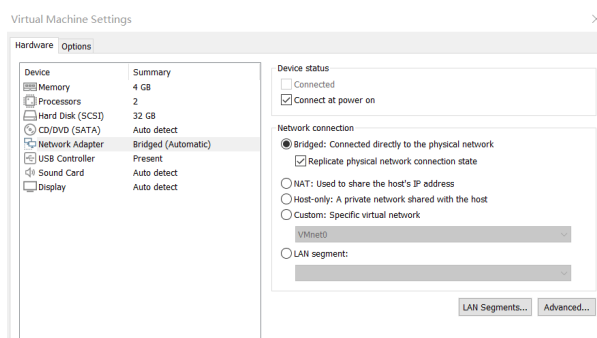 Virtual Machine Settings
Hardware Options
Device Summary
Memory 4 GB
Processors 2
Hard Disk (SCSI) 32 GB
CD/DVD (SATA) Auto detect
Network Adapter Bridged (Automatic)
USB Controller Present
Sound Card Auto detect
Display Auto detect
Device status
Connected
Connect at power on
Network connection
Bridged: Connected directly to the physical network
Replicate physical network connection state
NAT: Used to share the host's IP address
Host-only: A private network shared with the host
Custom: Specific virtual network
VMnet0
LAN segment:
LAN Segments... Advanced...